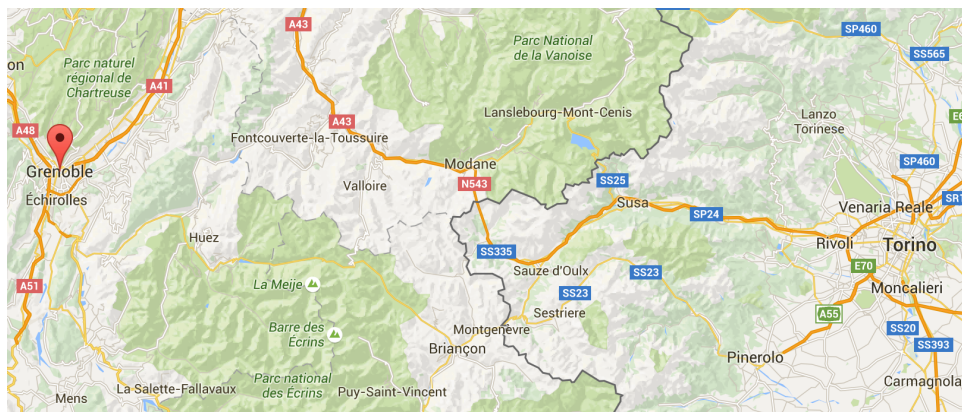 A43
SP460
Parc National
de la Vanoise
SS565
on
Parc naturel
régional de
Chartreuse
A41
Lanslebourg-Mont-Cenis
Lanzo
Torinese
E6
A48
A43
Fontcouverte-la-Toussuire
Grenoble
Modane
SP460
N543
SS25
Valloire
Échirolles
Susa
SP24
Venaria Reale
SR1
Huez
SS335
Rivoli
Torino
Sauze d'Oulx
SS23
E70
A51
La Meije
SS23
Moncalieri
Sestriere
A55
Barre des
Écrins
Montgenèvre
SS20
SS393
Briançon
Pinerolo
Parc national
des Ecrins
Carmagnola
La Salette-Fallavaux
Puy-Saint-Vincent
Mens